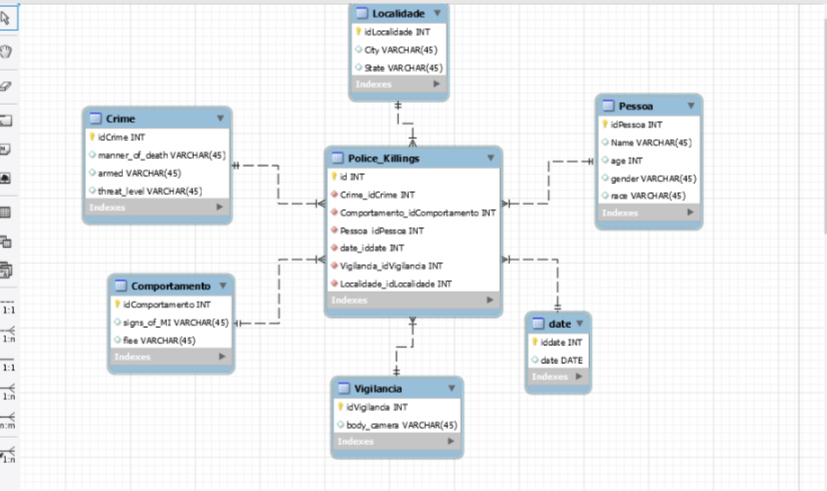 Localidade
idLocalidade INT
City VARCHAR(45)
State VARCHAR(45)
Indexes
Crime
idCrime INT
manner_of_death VARCHAR(45)
armed VARCHAR(45)
threat_level VARCHAR(45)
Indexes
Police_Killings
id INT
Crime_idCrime INT
Comportamento_idComportamento INT
Pessoa_idPessoa INT
date_iddate INT
Vigilancia_idVigilancia INT
Localidade_idLocalidade INT
Indexes
Pessoa
idPessoa INT
Name VARCHAR(45)
age INT
gender VARCHAR(45)
race VARCHAR(45)
Indexes
Comportamento
idComportamento INT
signs_of_MI VARCHAR(45)
flee VARCHAR(45)
Indexes
date
iddate INT
date DATE
Indexes
Vigilancia
idVigilancia INT
body_camera VARCHAR(45)
Indexes
1:1
1:n
1:1
1:n
n:m
1:n